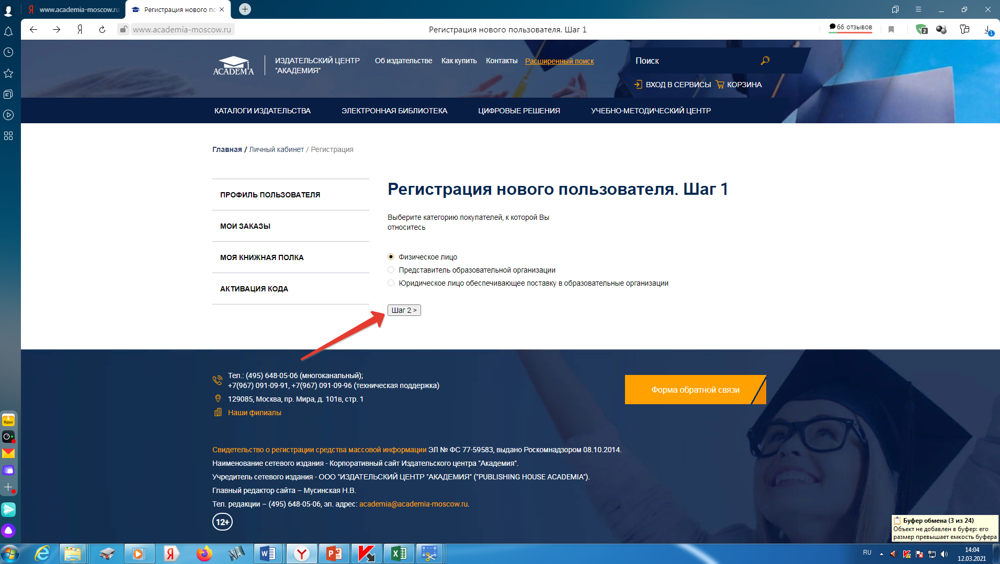 www.academia-moscow.ru
Регистрация нового по
www.academia-moscow.ru
Регистрация нового пользователя. Шаг 1
66 отзывов
2
1
ACADEMIA
ИЗДАТЕЛЬСКИЙ ЦЕНТР
"АКАДЕМИЯ"
Об издательстве
Как купить
Контакты
Расширенный поиск
Поиск
ВХОД В СЕРВИСЫ
КОРЗИНА
КАТАЛОГИ ИЗДАТЕЛЬСТВА
ЭЛЕКТРОННАЯ БИБЛИОТЕКА
ЦИФРОВЫЕ РЕШЕНИЯ
УЧЕБНО-МЕТОДИЧЕСКИЙ ЦЕНТР
Главная / Личный кабинет / Регистрация
ПРОФИЛЬ ПОЛЬЗОВАТЕЛЯ
МОИ ЗАКАЗЫ
МОЯ КНИЖНАЯ ПОЛКА
АКТИВАЦИЯ КОДА
Регистрация нового пользователя. Шаг 1
Выберите категорию покупателей, к которой Вы
относитесь
Физическое лицо
Представитель образовательной организации
Юридическое лицо обеспечивающее поставку в образовательные организации
Шаг 2 >
Тел.: (495) 648-05-06 (многоканальный);
+7(967) 091-09-91, +7(967) 091-09-96 (техническая поддержка)
129085, Москва, пр. Мира, д. 101в, стр. 1
Наши филиалы
Форма обратной связи
Свидетельство о регистрации средства массовой информации ЭЛ № ФС 77-59583, выдано Роскомнадзором 08.10.2014.
Наименование сетевого издания - Корпоративный сайт Издательского центра "Академия".
Учредитель сетевого издания - ООО "ИЗДАТЕЛЬСКИЙ ЦЕНТР "АКАДЕМИЯ" ("PUBLISHING HOUSE ACADEMIA").
Главный редактор сайта – Мусинская Н.В.
Тел. редакции – (495) 648-05-06, эл. адрес: academia@academia-moscow.ru.
12+
Маркет
Буфер обмена (3 из 24)
Объект не добавлен в буфер: его
размер превышает емкость буфера
RU
14:04
12.03.2021